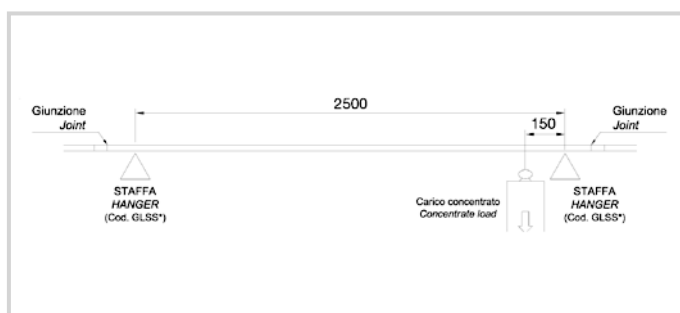 2500
150
Giunzione
Joint
Giunzione
Joint
STAFFA
HANGER
(Cod. GLSS*)
Carico concentrato
Concentrate load
STAFFA
HANGER
(Cod. GLSS*)